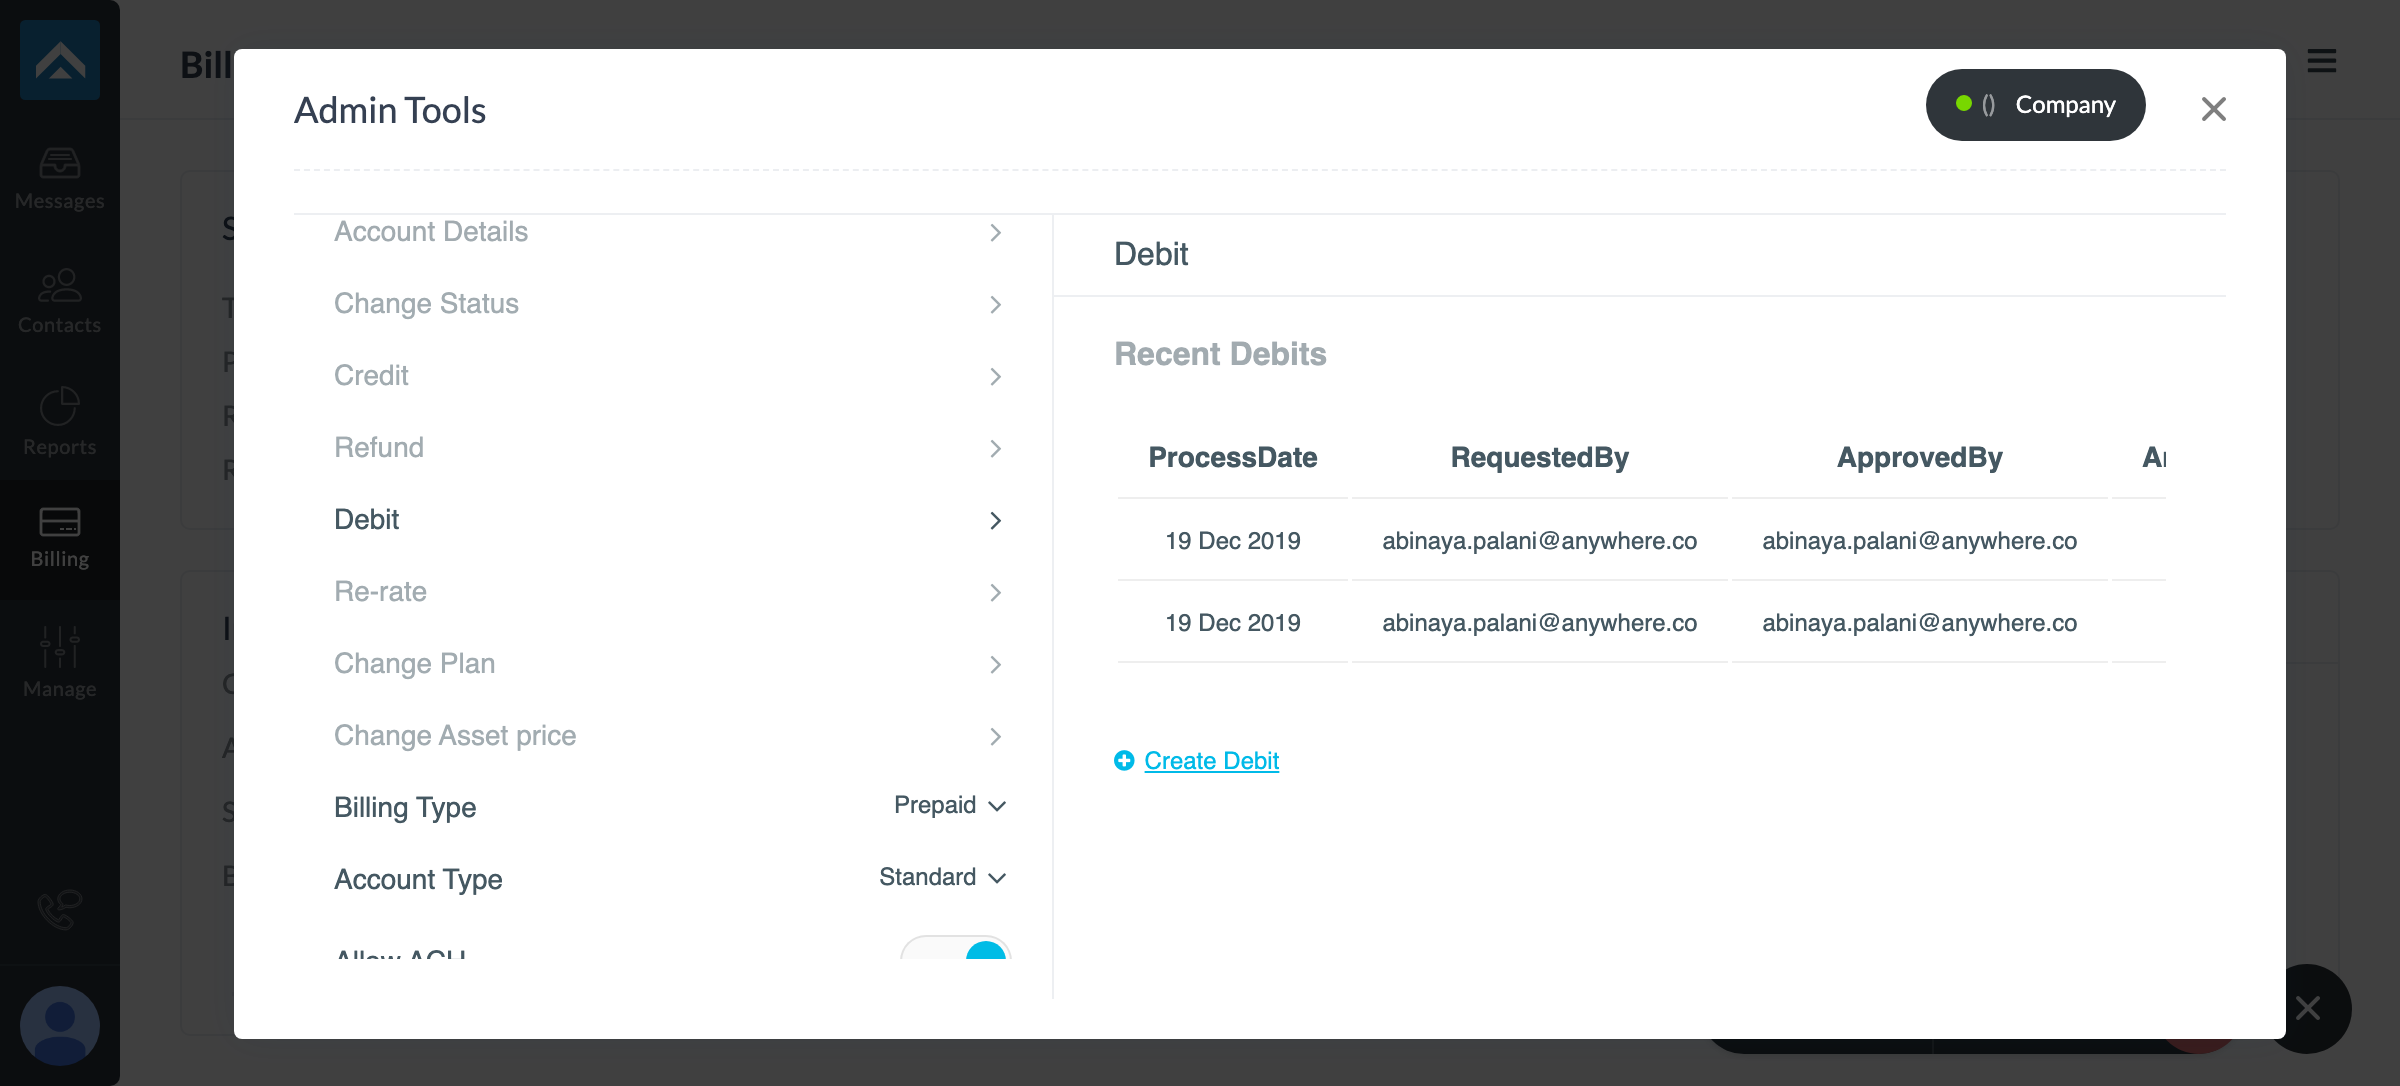 Bill
Admin Tools
() Company
Messages
Contacts
Reports
Billing
Manage
Account Details
Change Status
Credit
Refund
Debit
Re-rate
Change Plan
Change Asset price
Billing Type Prepaid
Account Type Standard
Allow ACH
Debit
Recent Debits
ProcessDate RequestedBy ApprovedBy
19 Dec 2019 abinaya.palani@anywhere.co abinaya.palani@anywhere.co
19 Dec 2019 abinaya.palani@anywhere.co abinaya.palani@anywhere.co
Create Debit